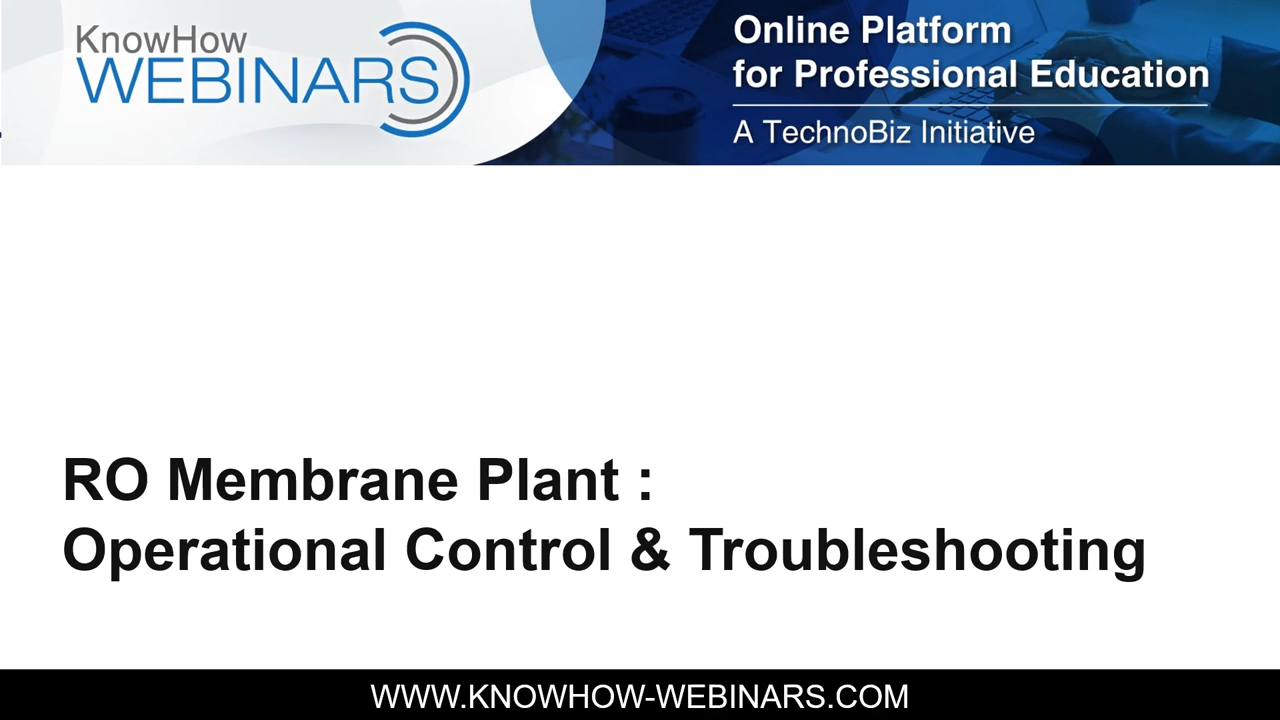 KnowHow
WEBINARS
Online Platform
for Professional Education
A TechnoBiz Initiative
RO Membrane Plant :
Operational Control & Troubleshooting
WWW.KNOWHOW-WEBINARS.COM